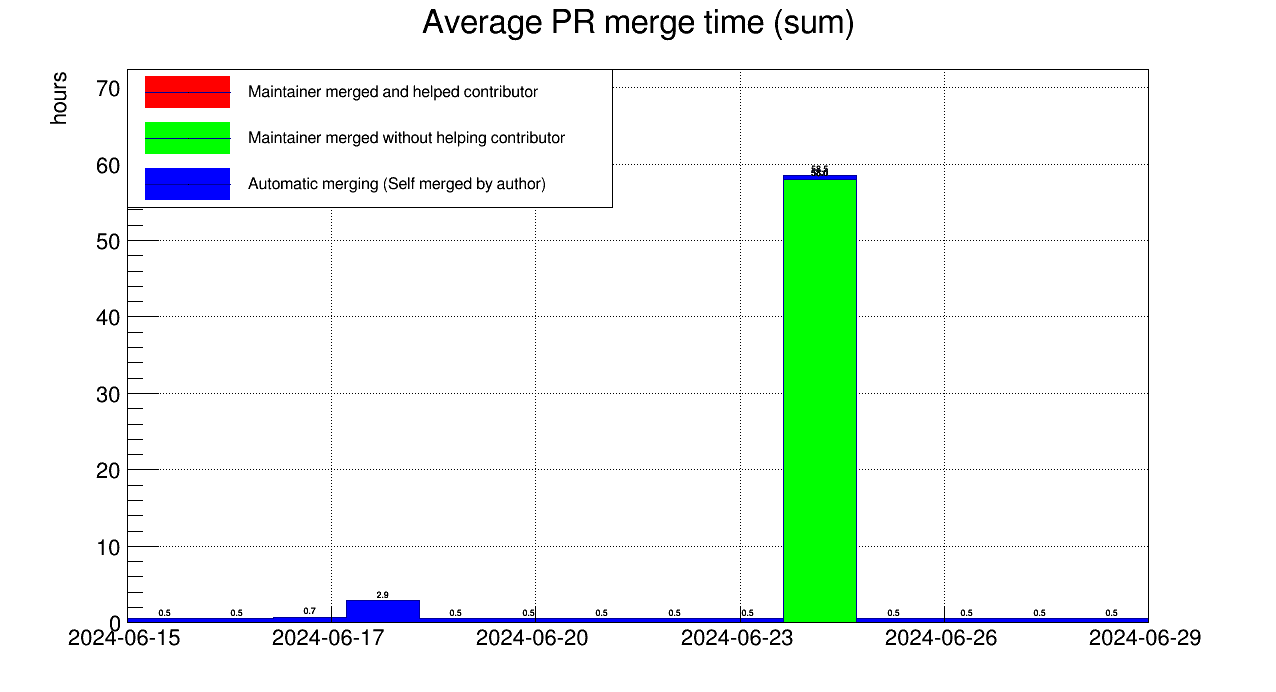 Average PR merge time (sum)
hours
70
60
50
40
30
20
10
0
Maintainer merged and helped contributor
Maintainer merged without helping contributor
Automatic merging (Self merged by author)
0.5 0.5 0.7 2.9 0.5 0.5 0.5 0.5 0.5 0.5 0.5 0.5 0.5
2024-06-15 2024-06-17 2024-06-20 2024-06-23 2024-06-26 2024-06-29